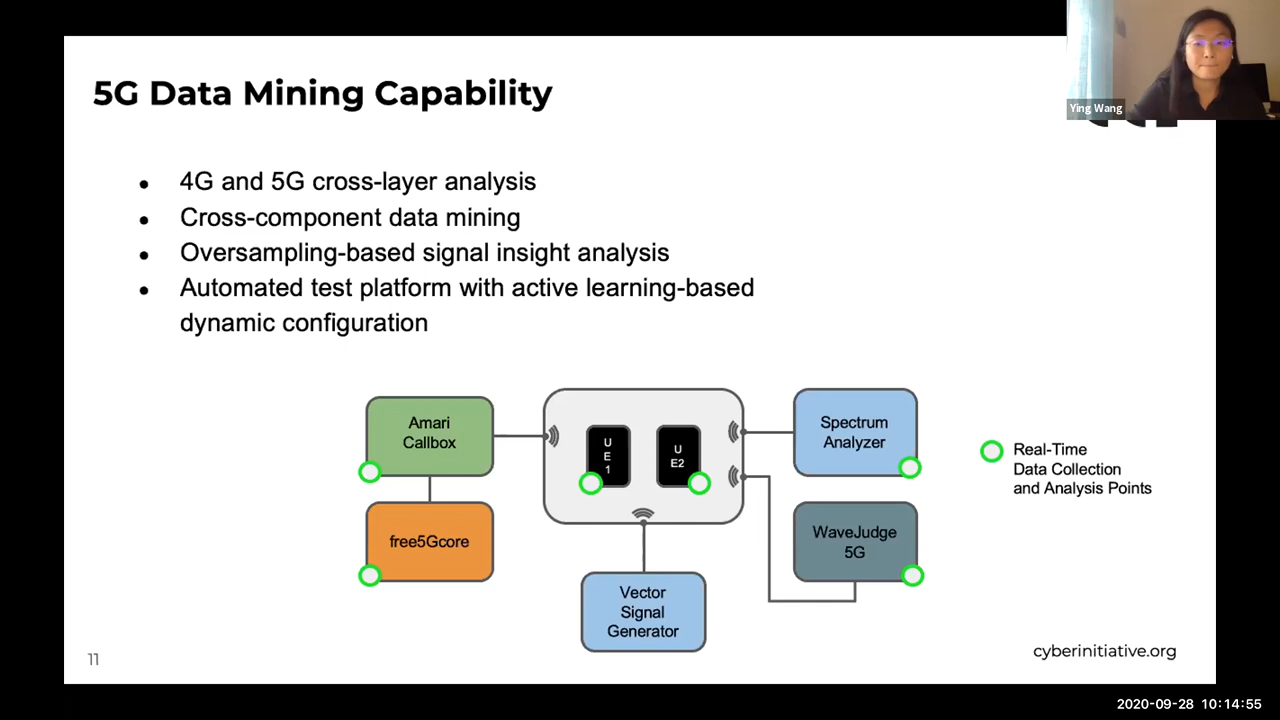 5G Data Mining Capability
Ying Wang
● 4G and 5G cross-layer analysis
● Cross-component data mining
● Oversampling-based signal insight analysis
● Automated test platform with active learning-based
dynamic configuration
Amari
Callbox
U
E
1
U
E2
Spectrum
Analyzer
Real-Time
Data Collection
and Analysis Points
free5Gcore
WaveJudge
5G
Vector
Signal
Generator
11
cyberinitiative.org
2020-09-28 10:14:55